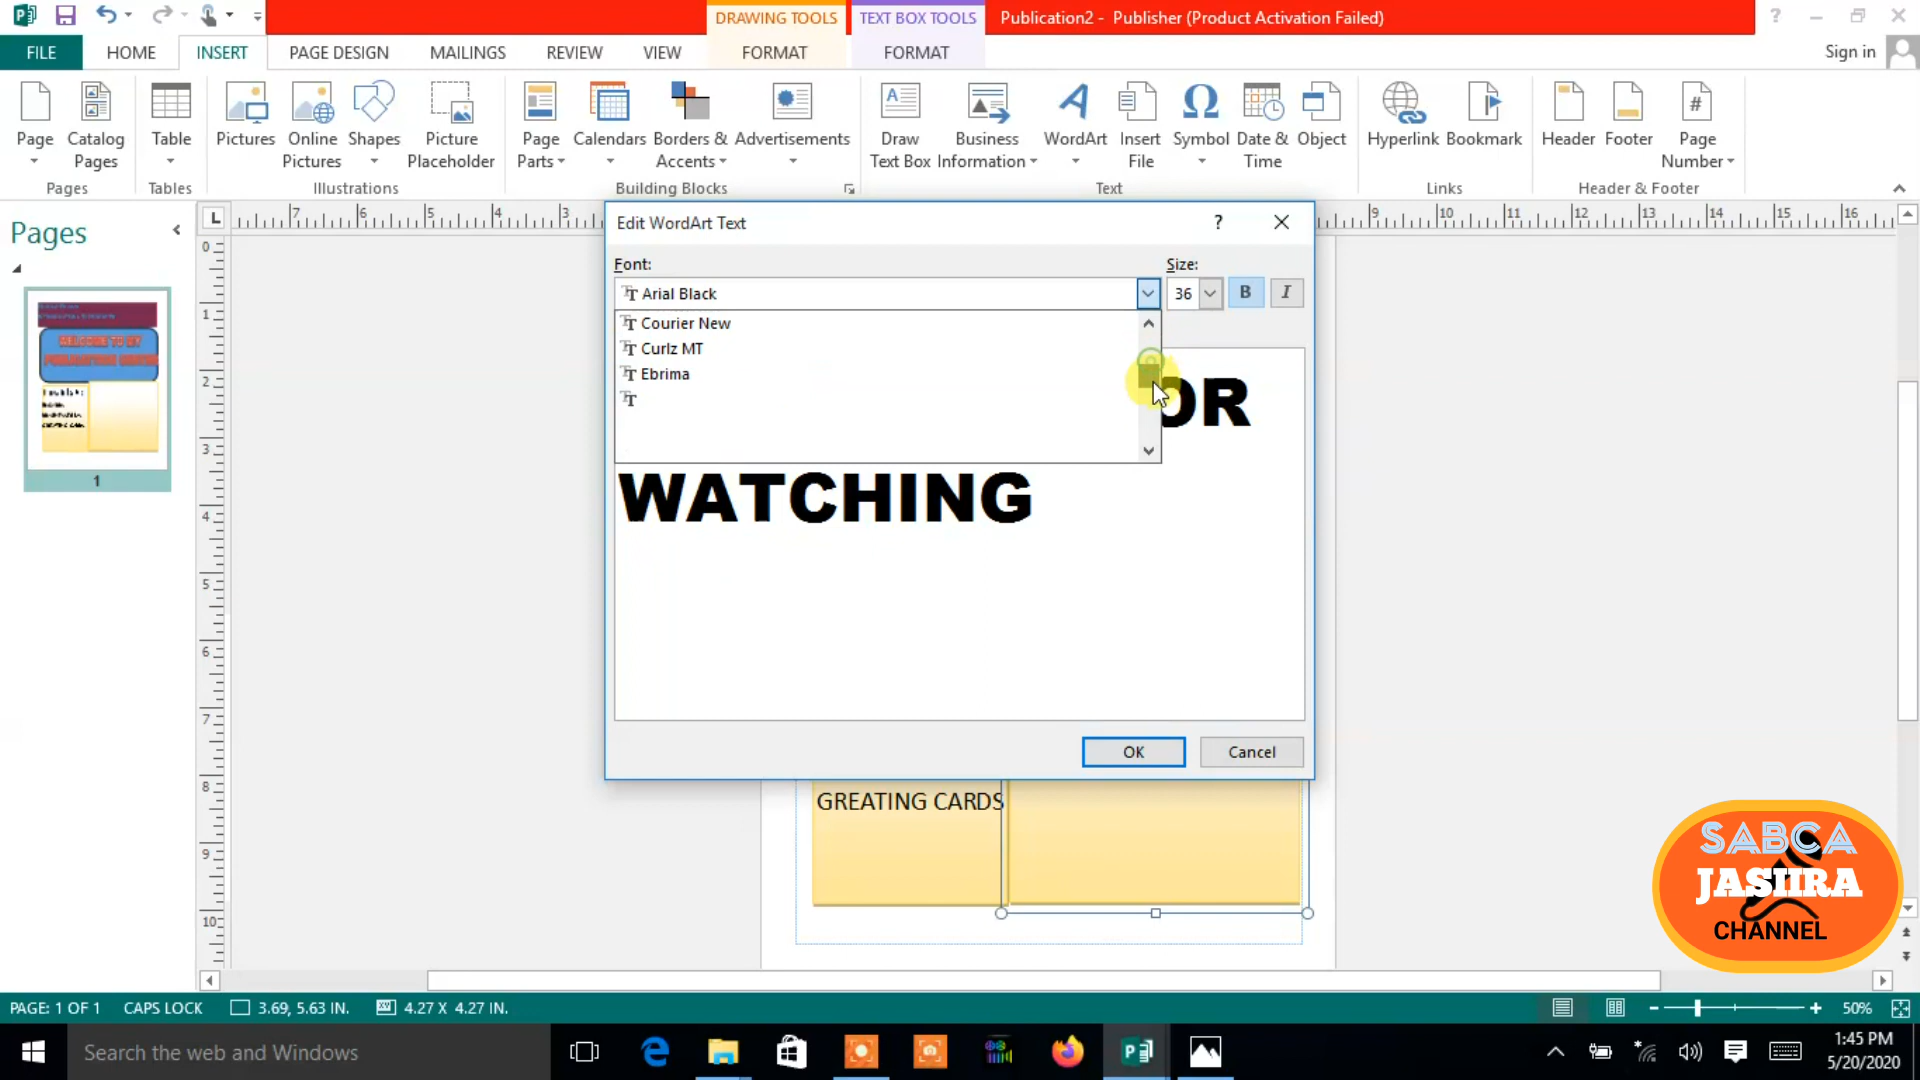 DRAWING TOOLS
TEXT BOX TOOLS
Publication2 - Publisher (Product Activation Failed)
FILE
HOME
INSERT
PAGE DESIGN
MAILINGS
REVIEW
VIEW
FORMAT
FORMAT
Sign in
Page
Catalog Pages
Table
Pictures
Online Pictures
Shapes
Picture Placeholder
Page Parts
Calendars
Borders & Accents
Advertisements
Draw Text Box
Business Information
WordArt
Insert File
Symbol
Date & Time
Object
Hyperlink
Bookmark
Header
Footer
Page Number
Pages
Tables
Illustrations
Building Blocks
Text
Links
Header & Footer
Pages
1
Edit WordArt Text
Font:
Size:
Arial Black
36
B
I
Courier New
Curlz MT
Ebrima
OR
WATCHING
OK
Cancel
GREATING CARDS
WELCOME TO MY
SABCA
JASIIRA
CHANNEL
PAGE: 1 OF 1
CAPS LOCK
3.69, 5.63 IN.
4.27 X 4.27 IN.
50%
Search the web and Windows
1:45 PM
5/20/2020